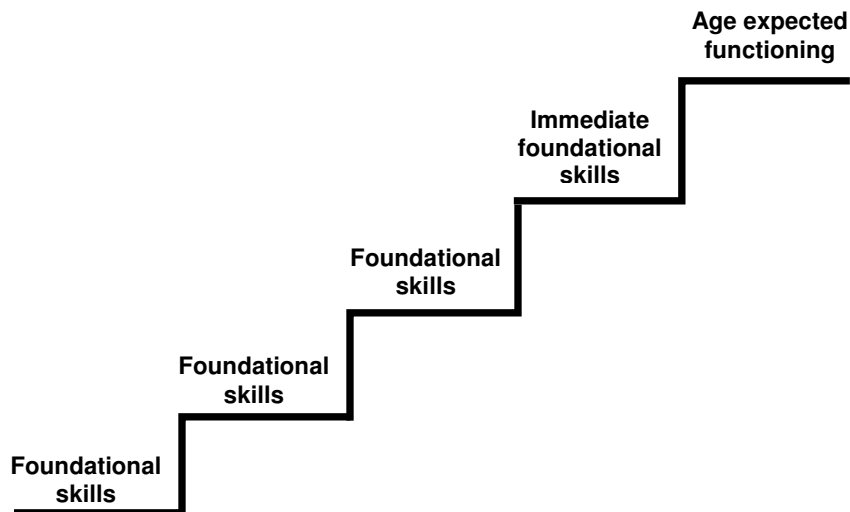 Age expected
functioning
Immediate
foundational
skills
Foundational
skills
Foundational
skills
Foundational
skills